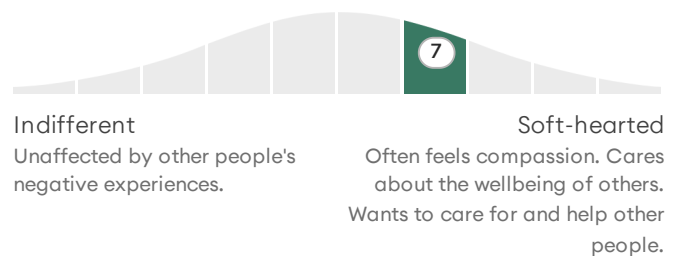 7
Indifferent
Unaffected by other people's
negative experiences.
Soft-hearted
Often feels compassion. Cares
about the wellbeing of others.
Wants to care for and help other
people.